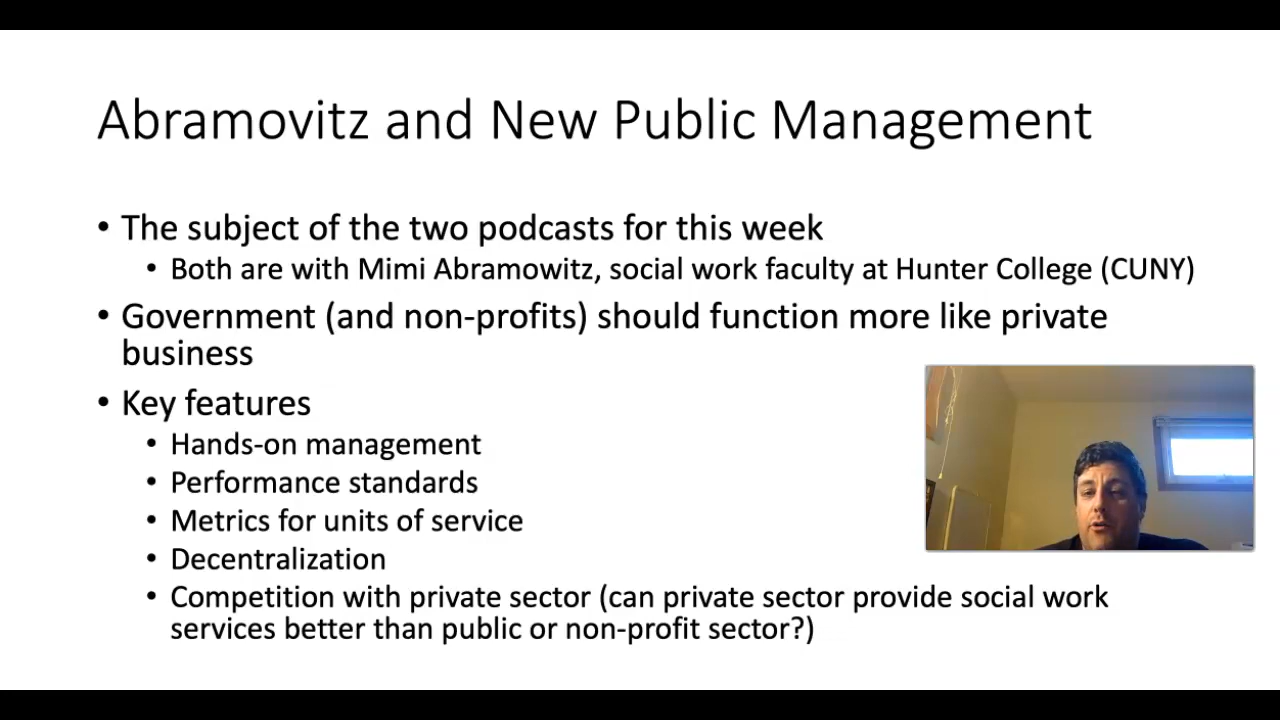 Abramovitz and New Public Management
• The subject of the two podcasts for this week
• Both are with Mimi Abramowitz, social work faculty at Hunter College (CUNY)
• Government (and non-profits) should function more like private
business
• Key features
• Hands-on management
• Performance standards
• Metrics for units of service
• Decentralization
• Competition with private sector (can private sector provide social work
services better than public or non-profit sector?)